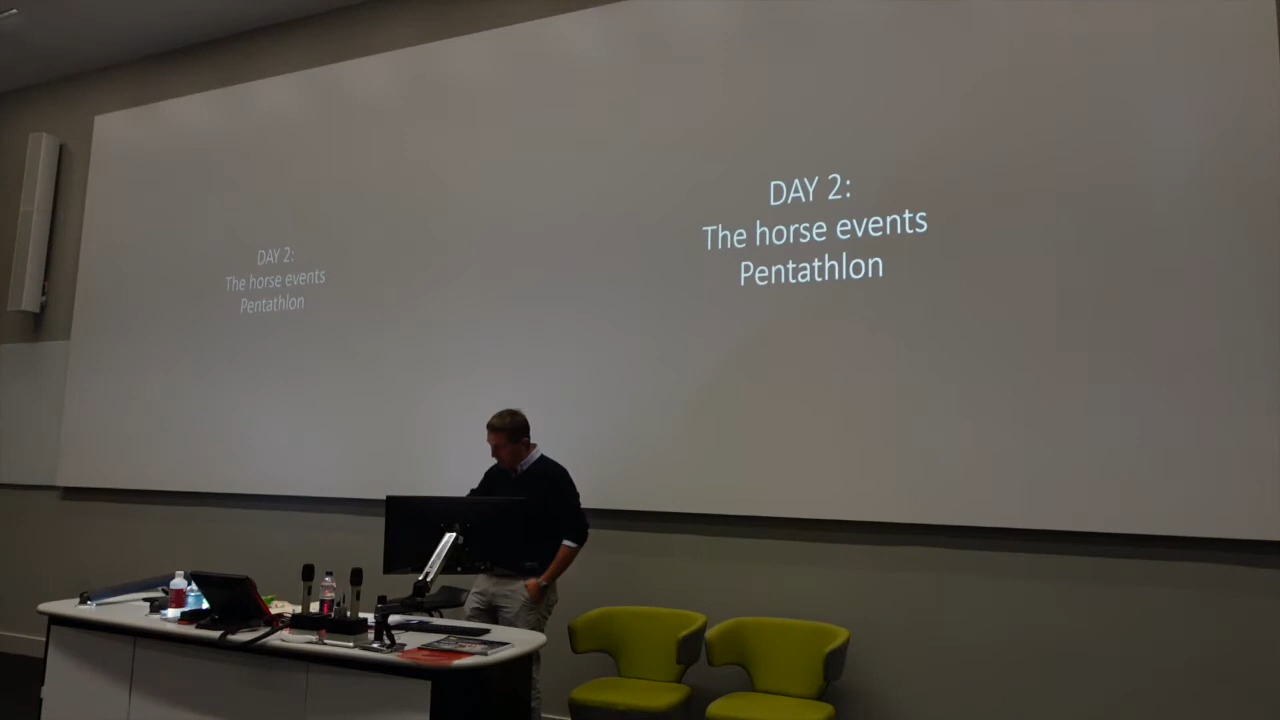 DAY 2:
The horse events
Pentathlon
DAY 2:
The horse events
Pentathlon